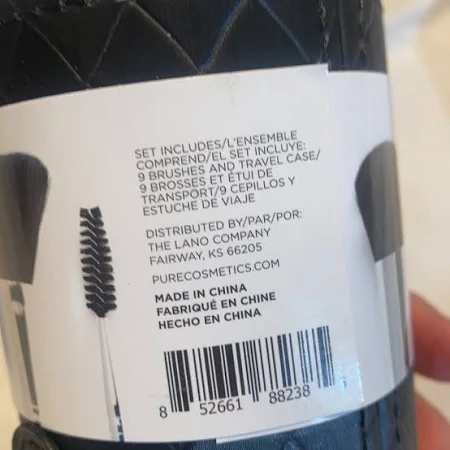 SET INCLUDES/L'ENSEMBLE
COMPREND/EL SET INCLUYE:
9 BRUSHES AND TRAVEL CASE/
9 BROSSES ET ÉTUI DE
TRANSPORT/9 CEPILLOS Y
ESTUCHE DE VIAJE
DISTRIBUTED BY/PAR/POR:
THE LANO COMPANY
FAIRWAY, KS 66205
PURECOSMETICS.COM
MADE IN CHINA
FABRIQUÉ EN CHINE
HECHO EN CHINA
8 52661 88238